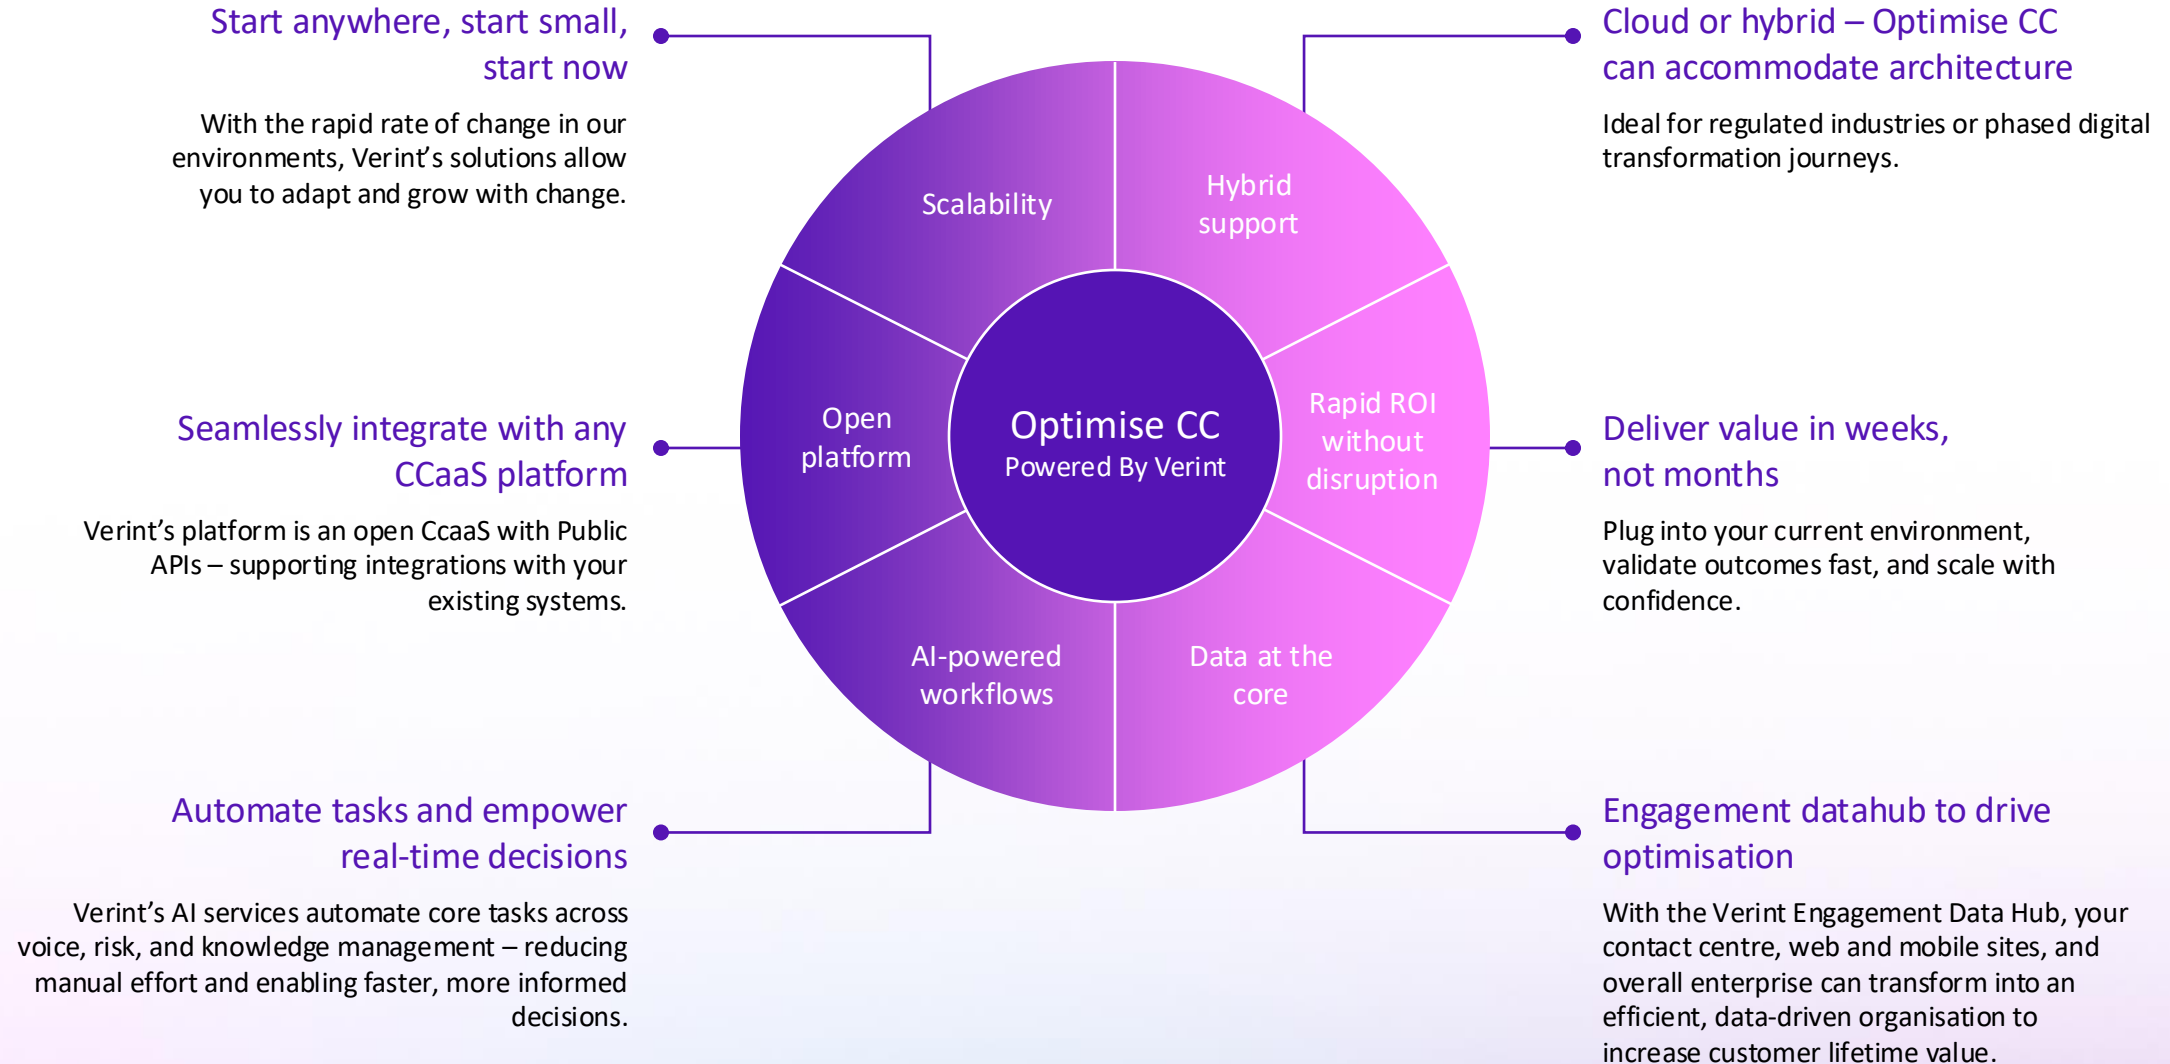 Start anywhere, start small,
start now
With the rapid rate of change in our
environments, Verint's solutions allow
you to adapt and grow with change.
Seamlessly integrate with any
CCaaS platform
Verint's platform is an open CcaaS with Public
APIs – supporting integrations with your
existing systems.
Automate tasks and empower
real-time decisions
Verint's AI services automate core tasks across
voice, risk, and knowledge management – reducing
manual effort and enabling faster, more informed
decisions.
Scalability
Hybrid
support
Open
platform
Optimise CC
Powered By Verint
Rapid ROI
without
disruption
AI-powered
workflows
Data at the
core
Cloud or hybrid – Optimise CC
can accommodate architecture
Ideal for regulated industries or phased digital
transformation journeys.
Deliver value in weeks,
not months
Plug into your current environment,
validate outcomes fast, and scale with
confidence.
Engagement datahub to drive
optimisation
With the Verint Engagement Data Hub, your
contact centre, web and mobile sites, and
overall enterprise can transform into an
efficient, data-driven organisation to
increase customer lifetime value.